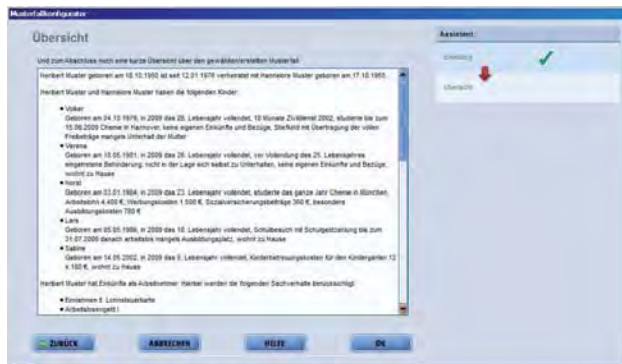 Musterfallkonfigurator
Übersicht
Und zum Abschluss noch eine kurze Übersicht über den gewählten/erstellten Musterfall
Herbert Muster geboren am 18.10.1950 ist seit 12.01.1976 verheiratet mit Hannelore Muster geboren am 17.10.1955.
Herbert Muster und Hannelore Muster haben die folgenden Kinder:
• Volker
Geboren am 04.10.1979, in 2009 das 29. Lebensjahr vollendet, 10 Monate Zivildienst 2002, studierte bis zum
15.08.2009 Chemie in Hannover, keine eigenen Einkünfte und Bezüge, Stiefkind mit Übertragung der vollen
Freibeträge mangels Unterhalt der Mutter
• Verena
Geboren am 10.05.1981, in 2009 das 28. Lebensjahr vollendet, vor Vollendung des 25. Lebensjahres
eingetretene Behinderung, nicht in der Lage sich selbst zu Unterhalten, keine eigenen Einkünfte und Bezüge,
wohnt zu Hause
• Horst
Geboren am 03.01.1984, in 2009 das 23. Lebensjahr vollendet, studierte das ganze Jahr Chemie in München,
Arbeitslohn 4.400 €, Werbungskosten 1.500 €, Sozialversicherungsbeiträge 360 €, besondere
Ausbildungskosten 780 €
• Lars
Geboren am 05.05.1989, in 2009 das 18. Lebensjahr vollendet, Schulbesuch mit Schulgeldzahlung bis zum
31.07.2009 danach arbeitslos mangels Ausbildungsplatz, wohnt zu Hause
• Sabine
Geboren am 14.05.2002, in 2009 das 5. Lebensjahr vollendet, Kinderbetreuungskosten für den Kindergarten 12
x 160 €, wohnt zu Hause
Herbert Muster hat Einkünfte als Arbeitnehmer. Hierbei werden die folgenden Sachverhalte berücksichtigt:
• Einnahmen lt. Lohnsteuerkarte
• Arbeitslosengeld I
ZURÜCK ABBRECHEN HILFE OK
Assistent:
Übersicht